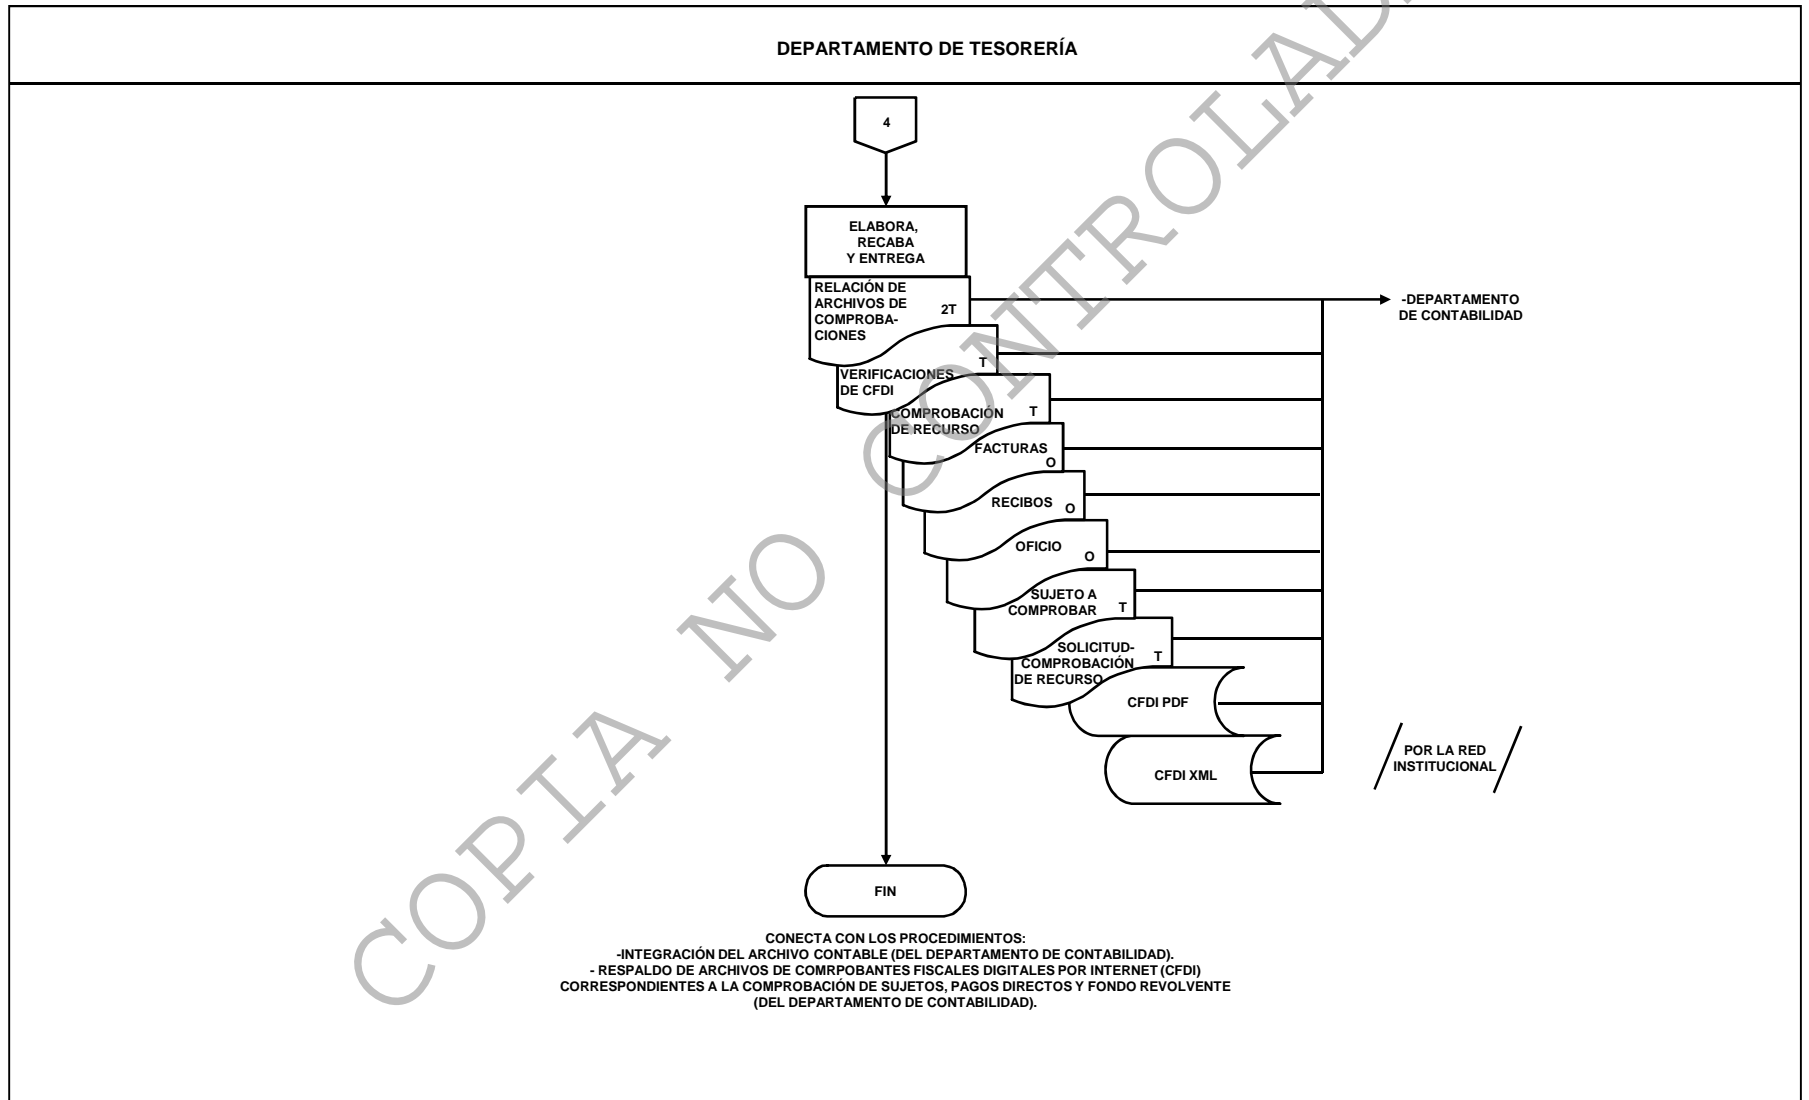 DEPARTAMENTO DE TESORERÍA
4
ELABORA,
RECABA
Y ENTREGA
RELACIÓN DE
ARCHIVOS DE
COMPROBA-
CIONES
2T
-DEPARTAMENTO
DE CONTABILIDAD
VERIFICACIONES
DE CFDI
T
COMPROBACIÓN
DE RECURSO
T
FACTURAS
O
RECIBOS
O
OFICIO
O
SUJETO A
COMPROBAR
T
SOLICITUD-
COMPROBACIÓN
DE RECURSO
T
CFDI PDF
CFDI XML
POR LA RED
INSTITUCIONAL
FIN
CONECTA CON LOS PROCEDIMIENTOS:
-INTEGRACIÓN DEL ARCHIVO CONTABLE (DEL DEPARTAMENTO DE CONTABILIDAD).
- RESPALDO DE ARCHIVOS DE COMRPOBANTES FISCALES DIGITALES POR INTERNET (CFDI)
CORRESPONDIENTES A LA COMPROBACIÓN DE SUJETOS, PAGOS DIRECTOS Y FONDO REVOLVENTE
(DEL DEPARTAMENTO DE CONTABILIDAD).
COPIA NO CONTROLAD